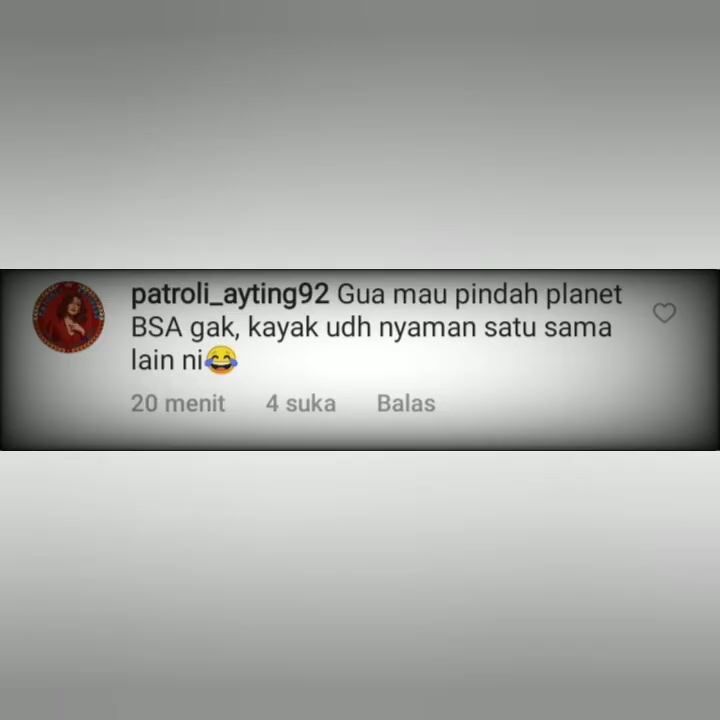 patroli_ayting92 Gua mau pindah planet
BSA gak, kayak udh nyaman satu sama
lain ni😂
20 menit 4 suka Balas